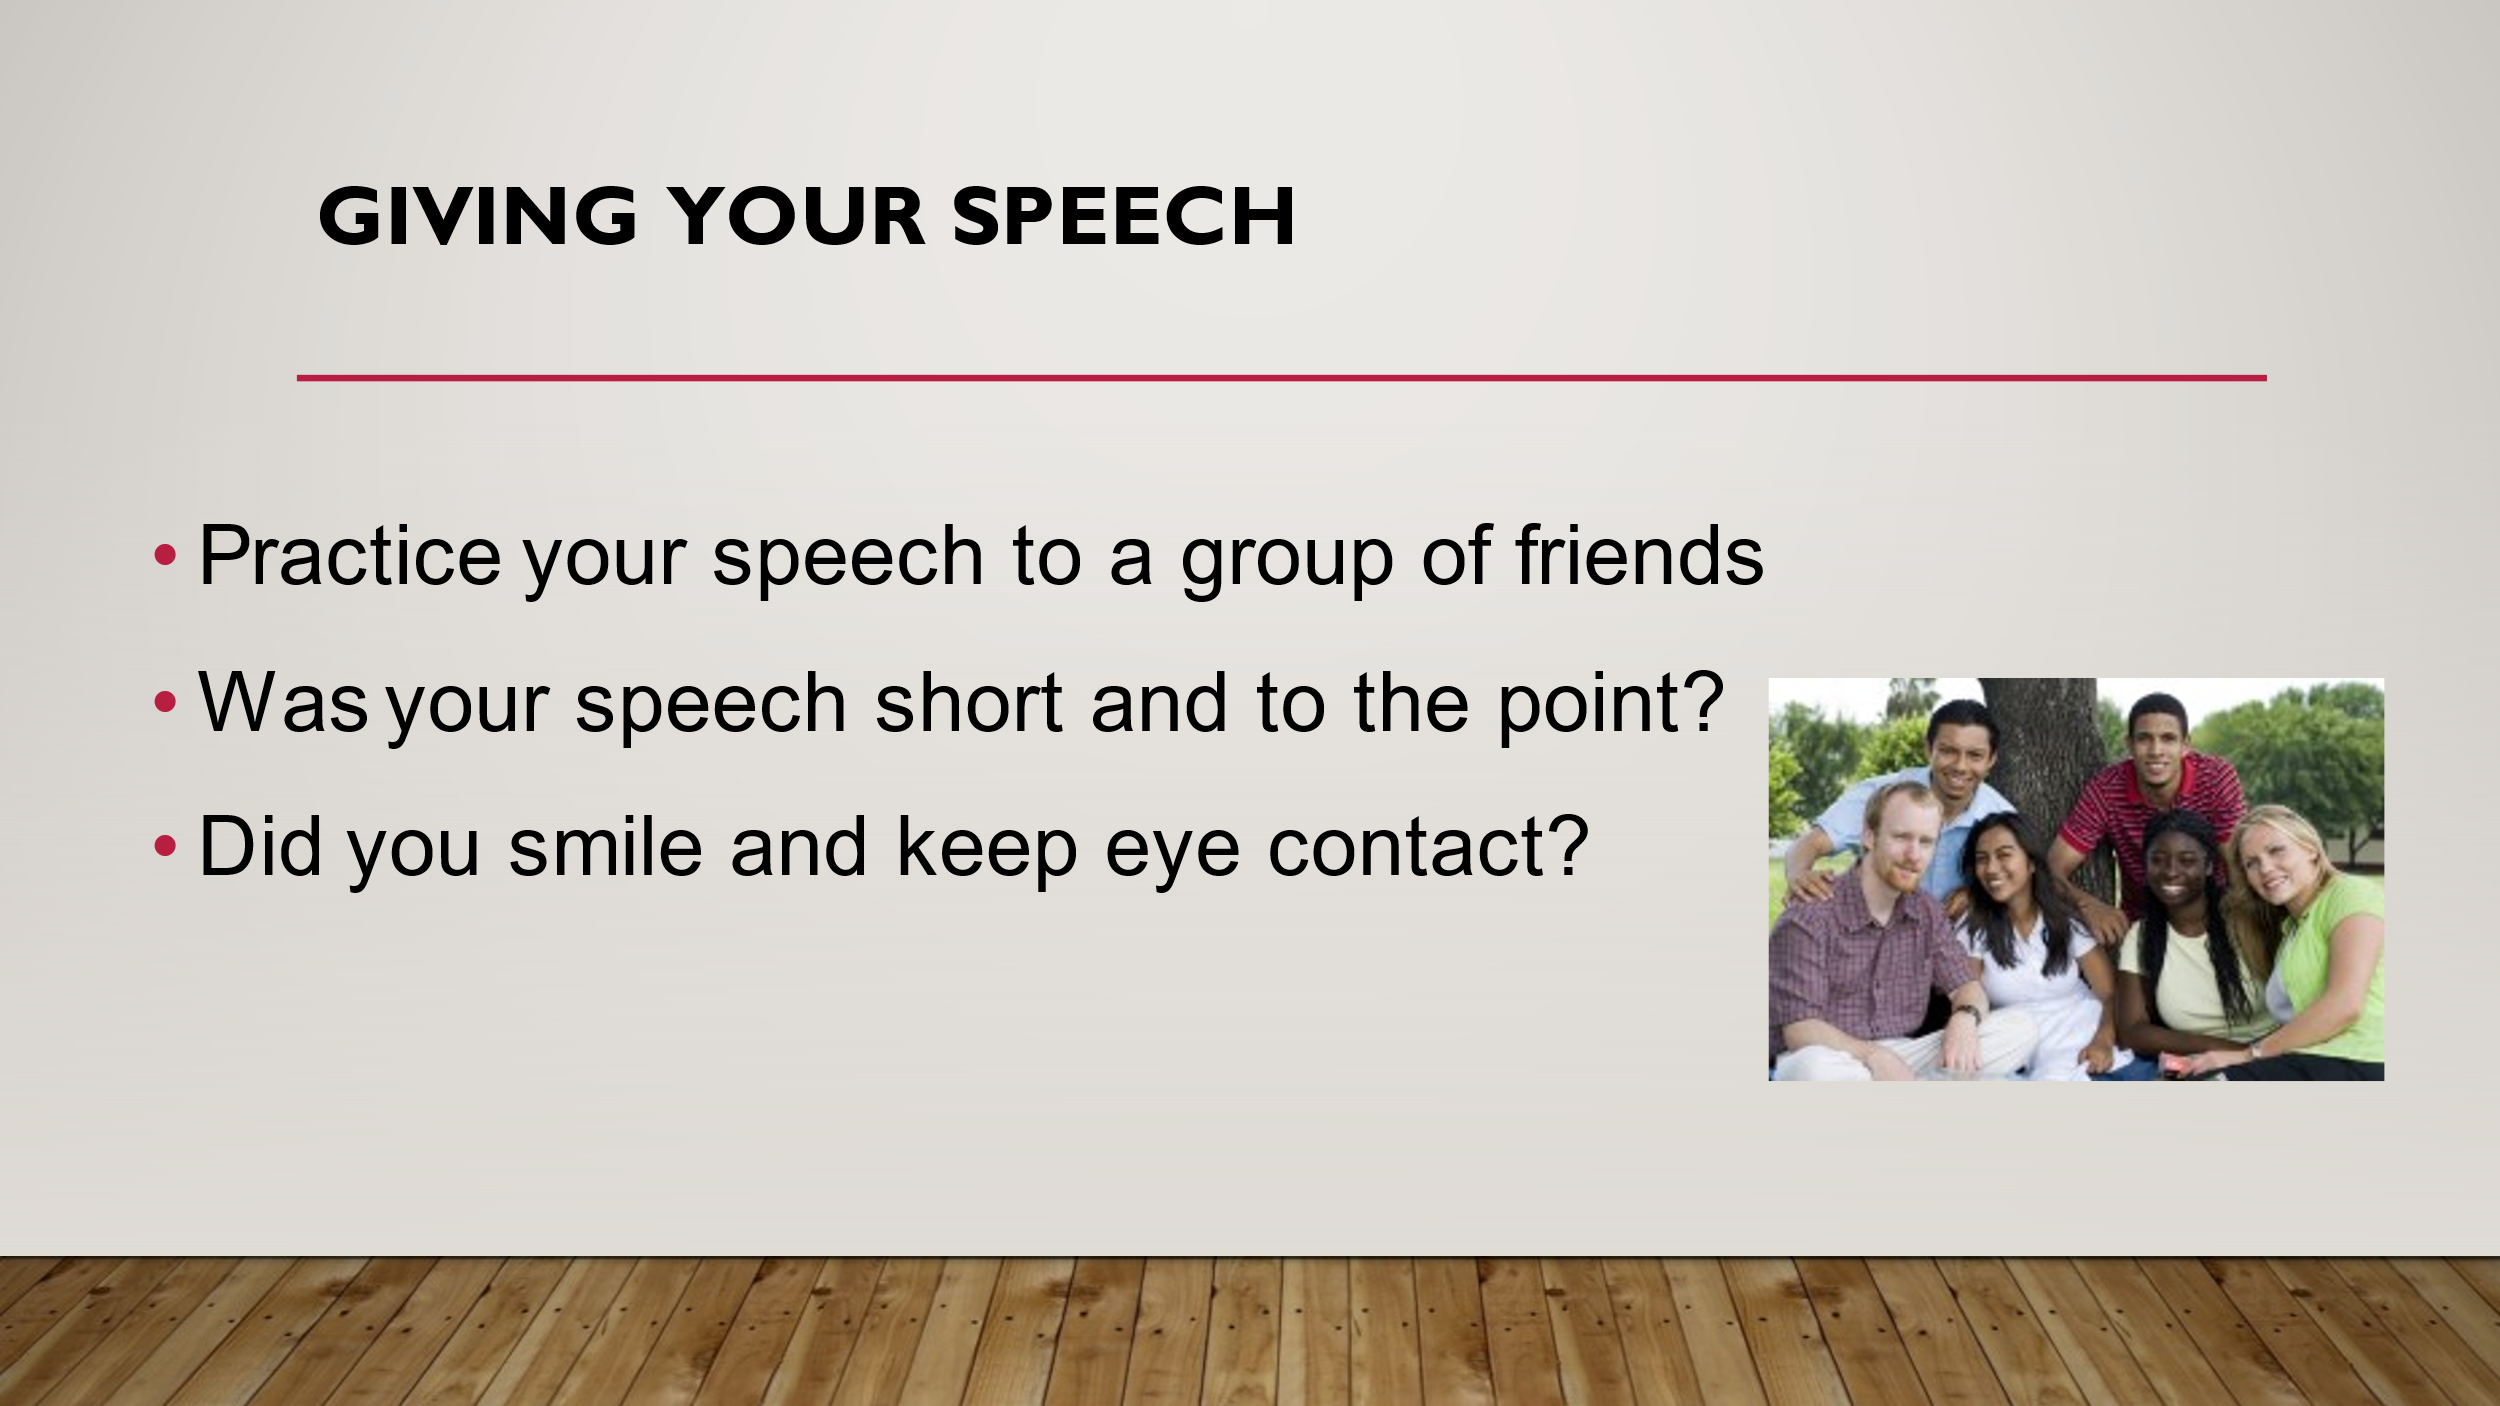 GIVING YOUR SPEECH
• Practice your speech to a group of friends
• Was your speech short and to the point?
• Did you smile and keep eye contact?